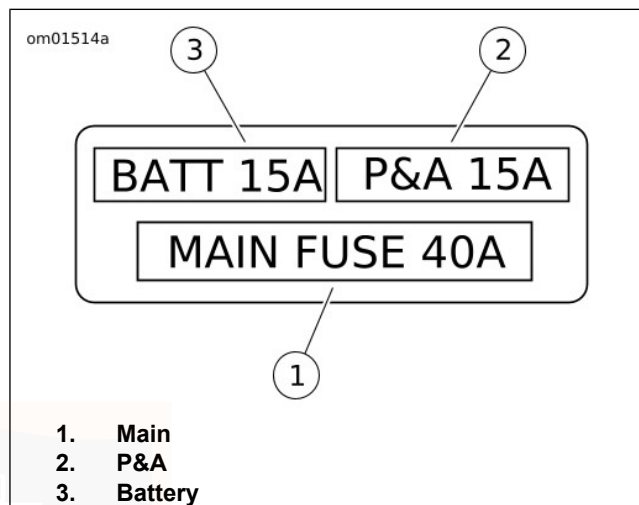 om01514a
3
2
BATT 15A
P&A 15A
MAIN FUSE 40A
1
1. Main
2. P&A
3. Battery